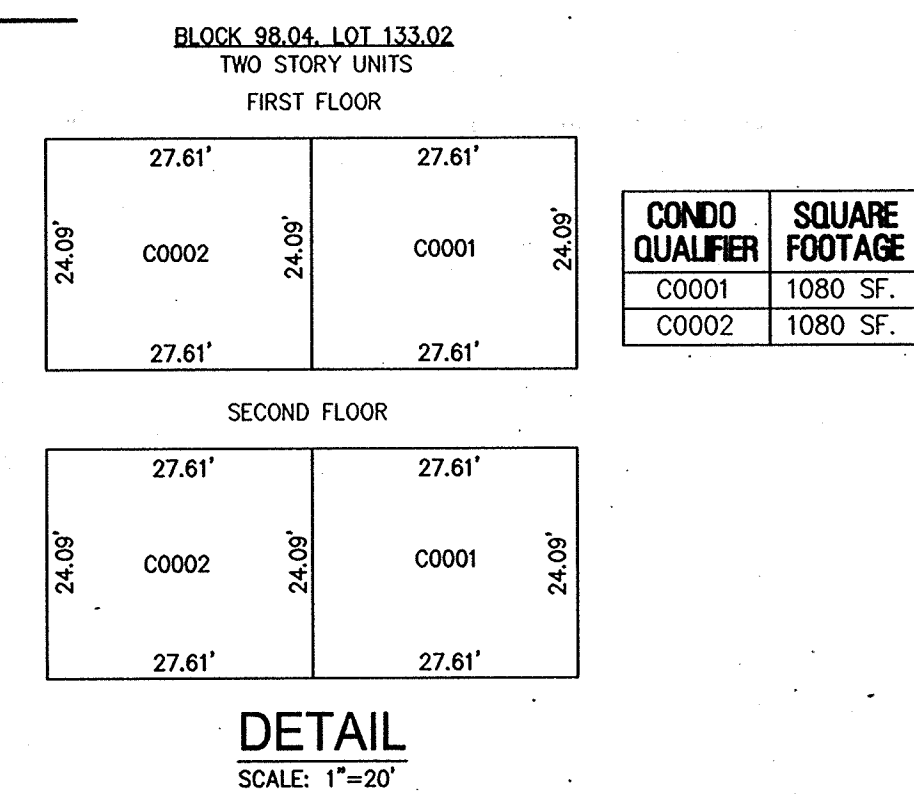 BLOCK 98.04, LOT 133.02
TWO STORY UNITS
FIRST FLOOR
27.61' 27.61'
24.09' C0002 24.09' C0001 24.09'
27.61' 27.61'
CONDO QUALIFIER SQUARE FOOTAGE
C0001 1080 SF.
C0002 1080 SF.
SECOND FLOOR
27.61' 27.61'
24.09' C0002 24.09' C0001 24.09'
27.61' 27.61'
DETAIL
SCALE: 1"=20'